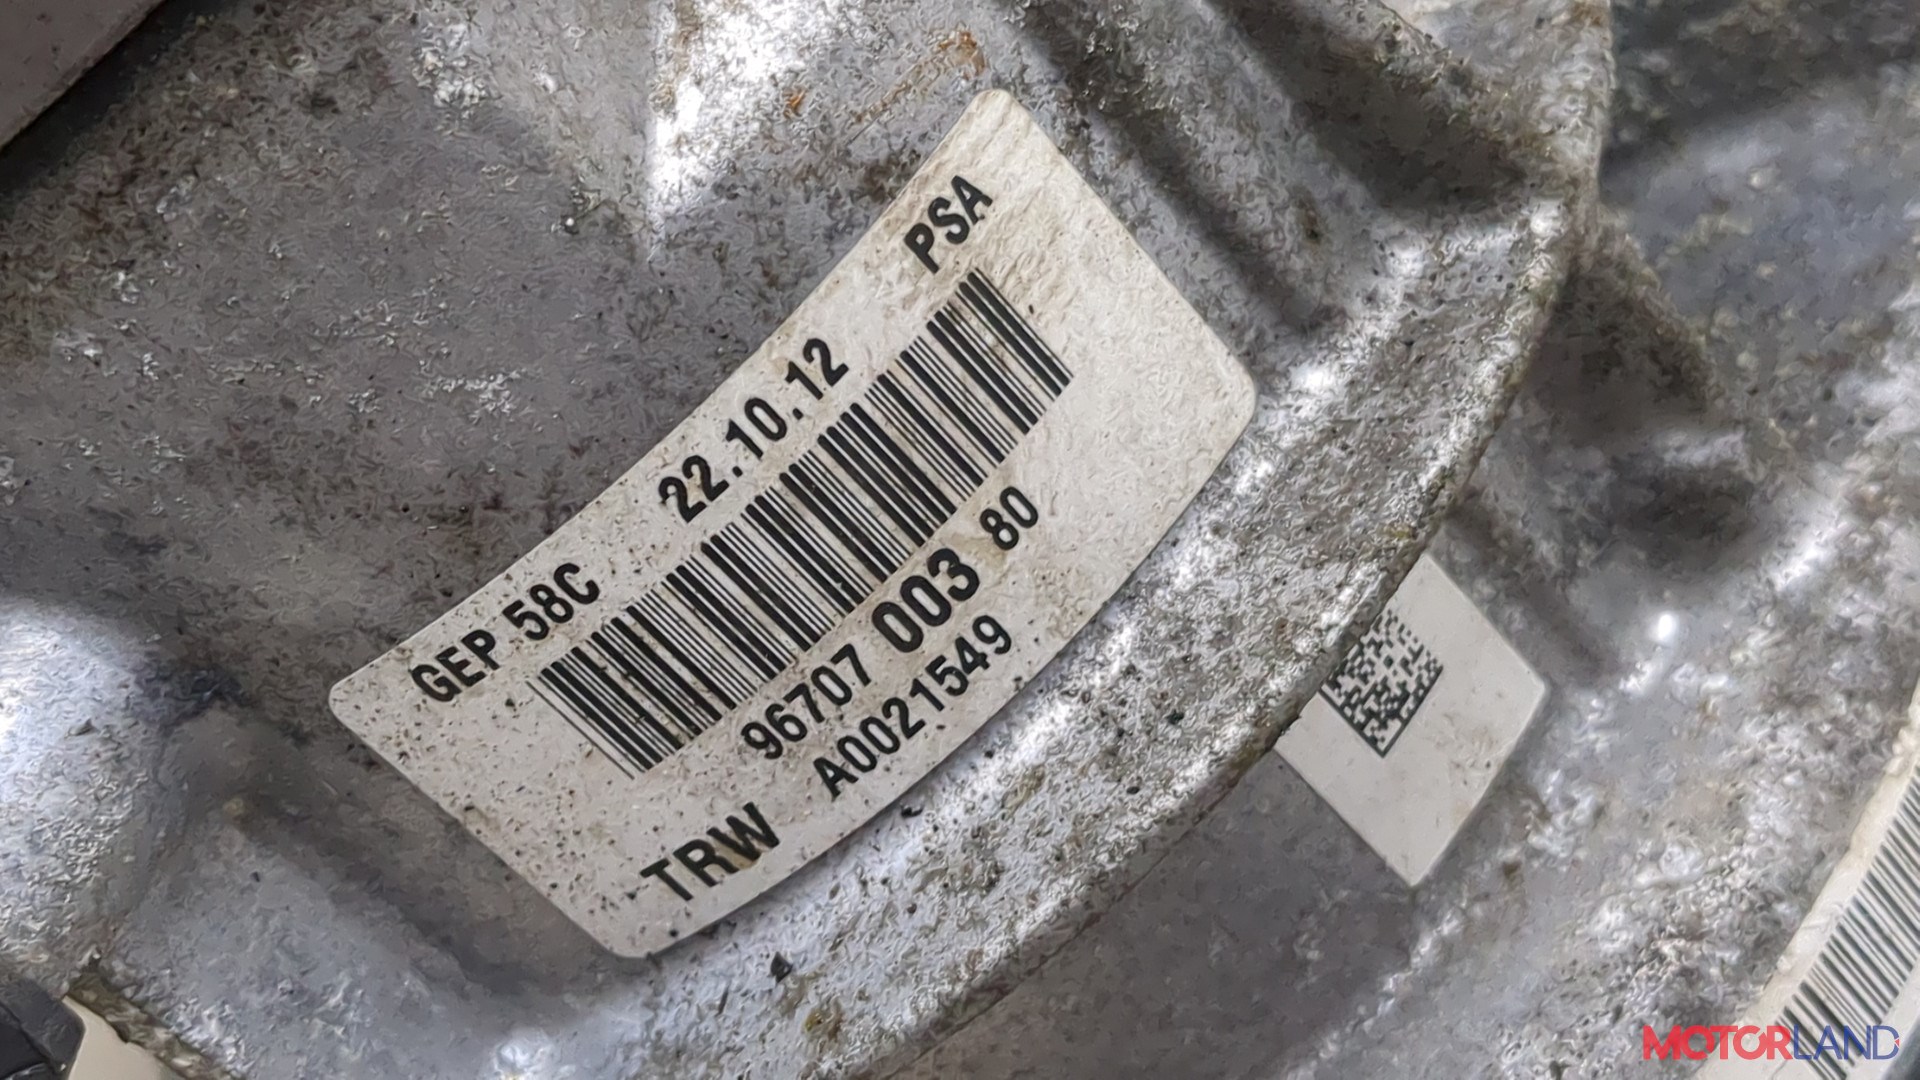 GEP 58C 22.10.12 PSA
96707 003 80
TRW A0021549
MOTORLAND